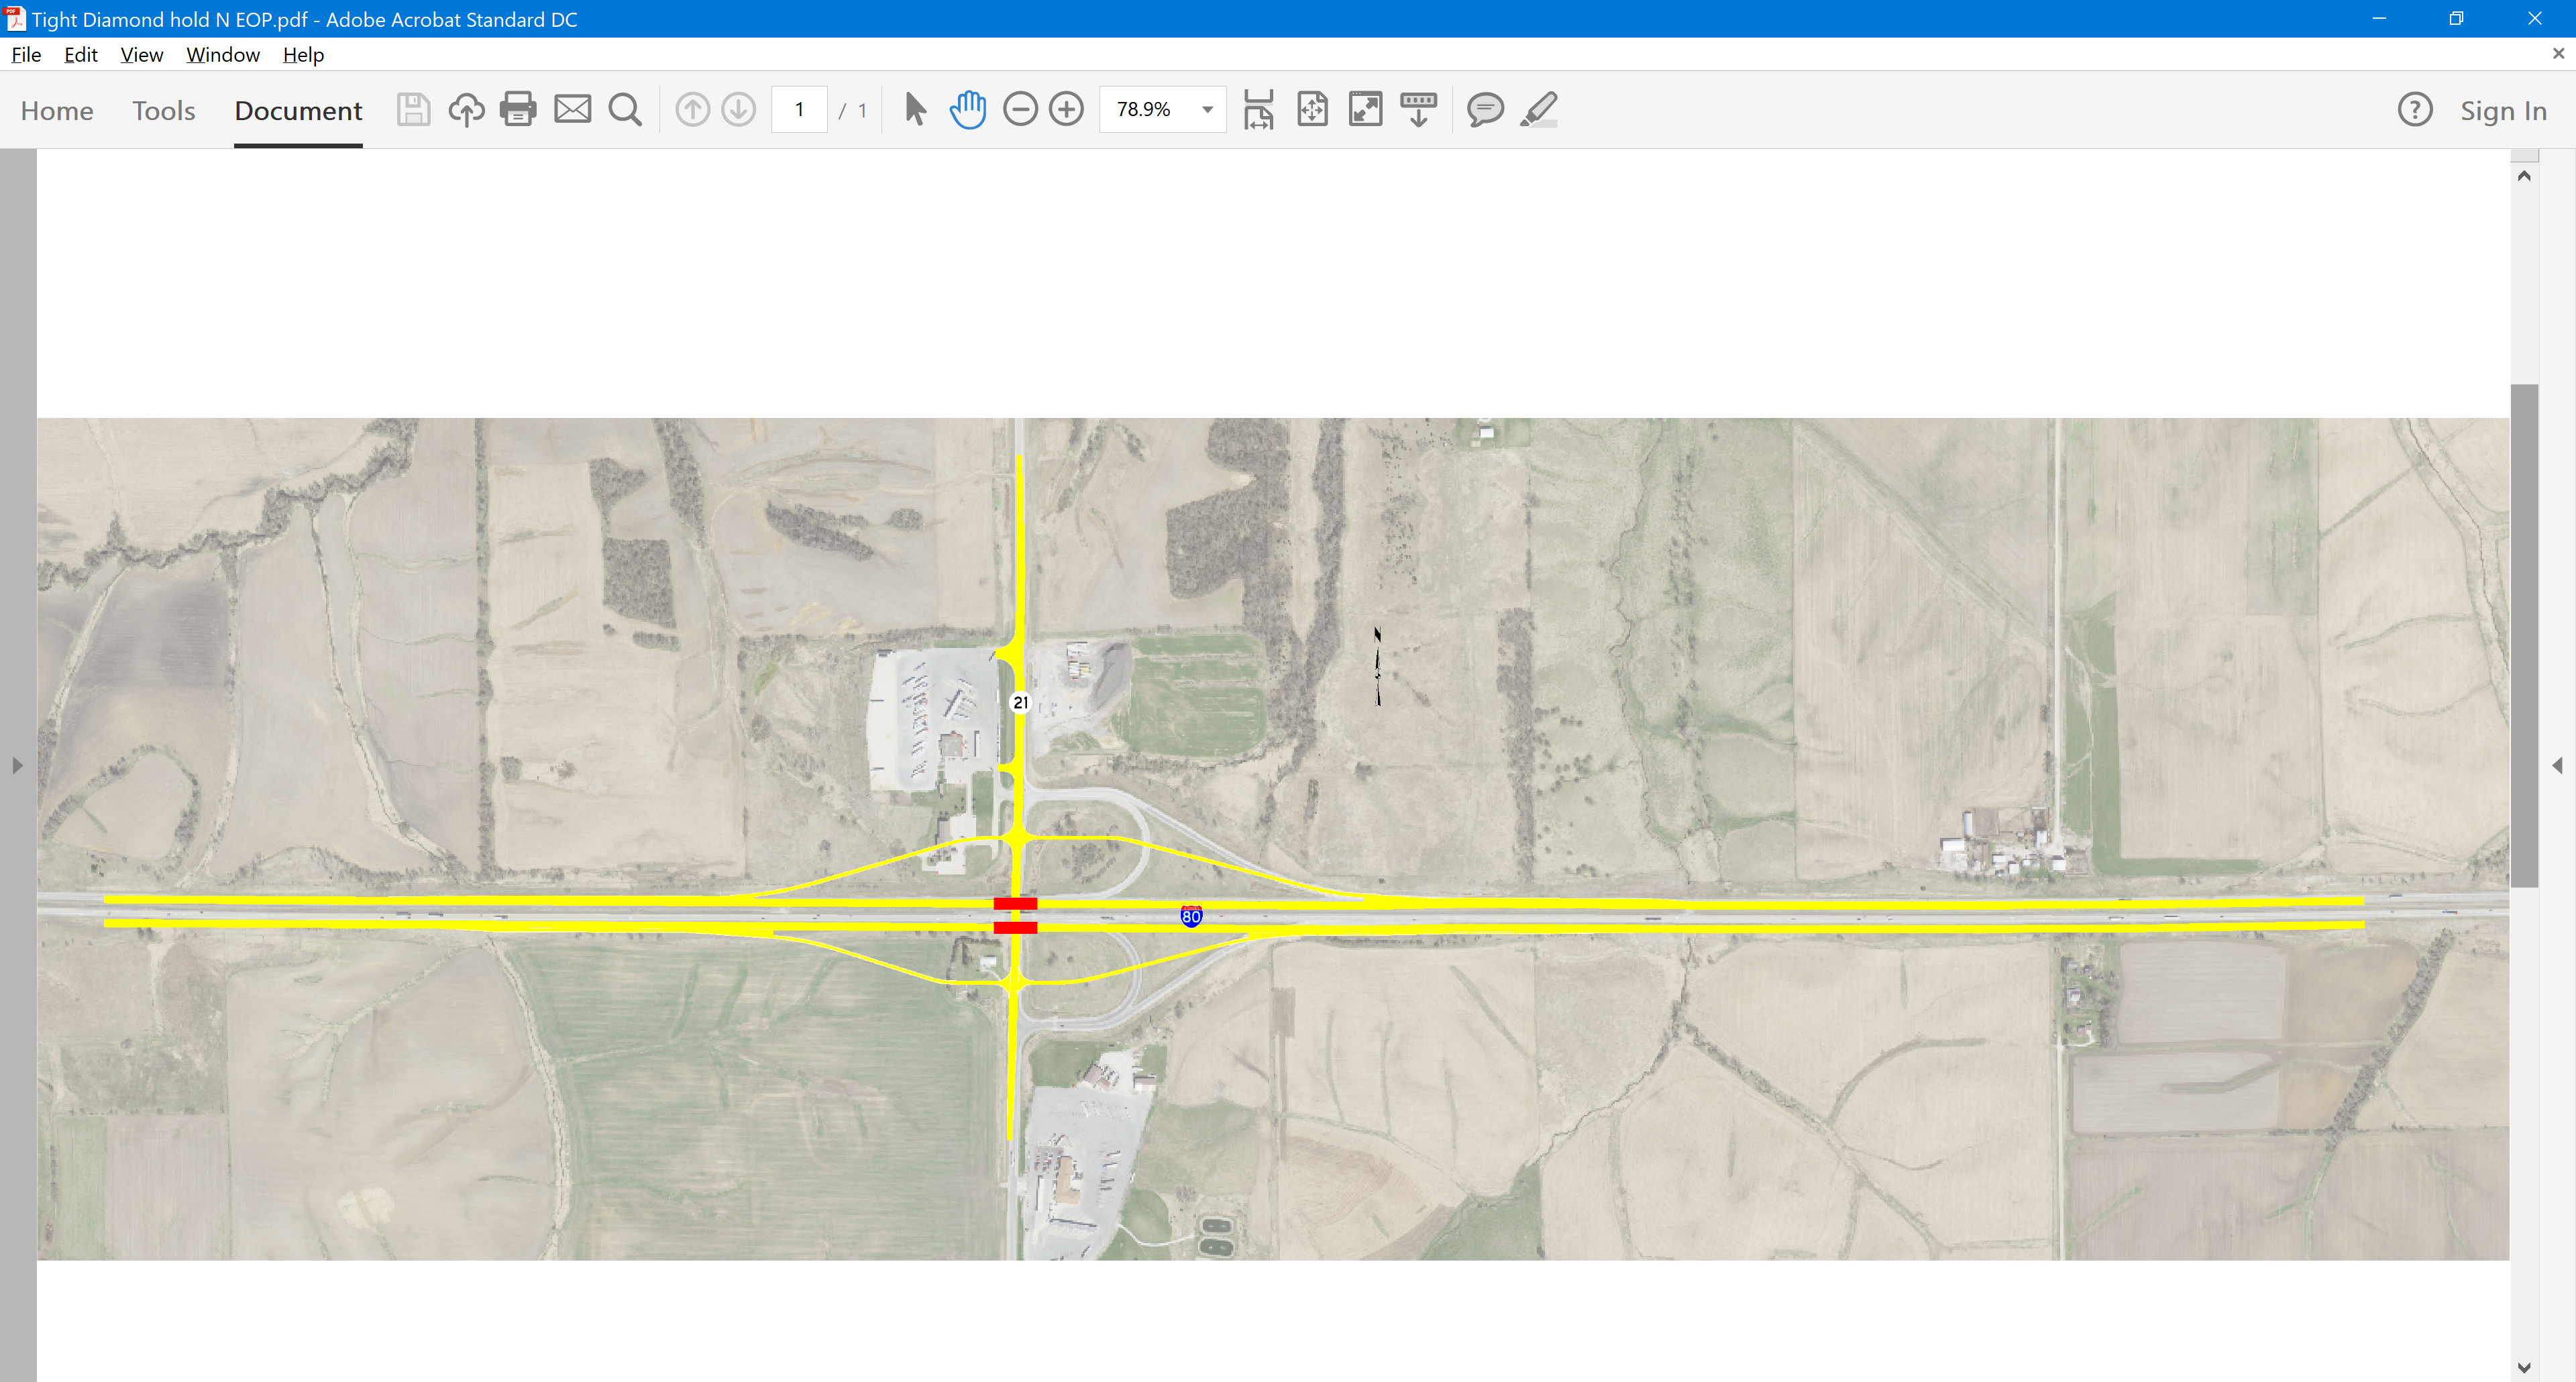 Tight Diamond hold N EOP.pdf - Adobe Acrobat Standard DC
File Edit View Window Help
Home Tools Document 1 / 1 78.9% Sign In
21
80